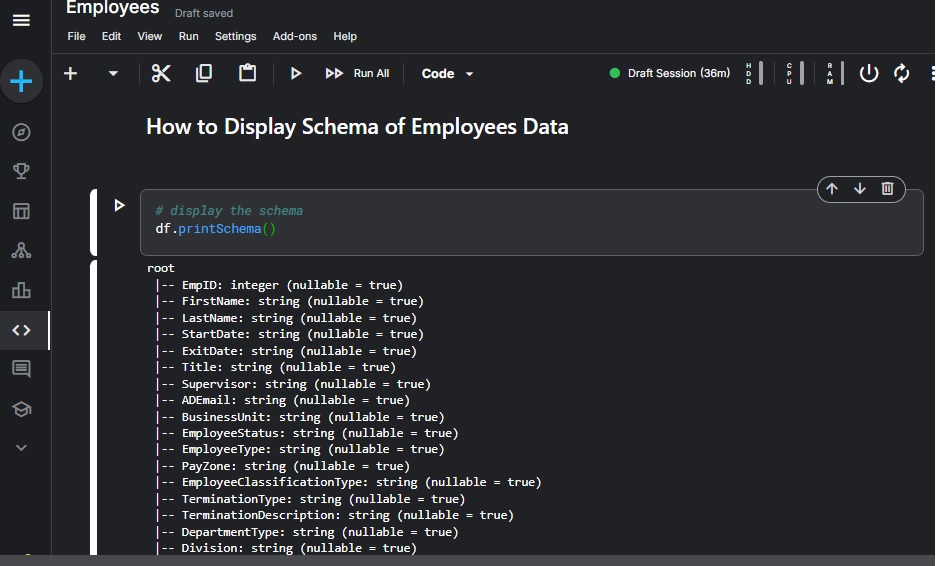 Employees
Draft saved
File Edit View Run Settings Add-ons Help
Run All
Code
Draft Session (36m)
HDD
CPU
RAM
How to Display Schema of Employees Data
# display the schema
df.printSchema()
root
|-- EmpID: integer (nullable = true)
|-- FirstName: string (nullable = true)
|-- LastName: string (nullable = true)
|-- StartDate: string (nullable = true)
|-- ExitDate: string (nullable = true)
|-- Title: string (nullable = true)
|-- Supervisor: string (nullable = true)
|-- ADEmail: string (nullable = true)
|-- BusinessUnit: string (nullable = true)
|-- EmployeeStatus: string (nullable = true)
|-- EmployeeType: string (nullable = true)
|-- PayZone: string (nullable = true)
|-- EmployeeClassificationType: string (nullable = true)
|-- TerminationType: string (nullable = true)
|-- TerminationDescription: string (nullable = true)
|-- DepartmentType: string (nullable = true)
|-- Division: string (nullable = true)